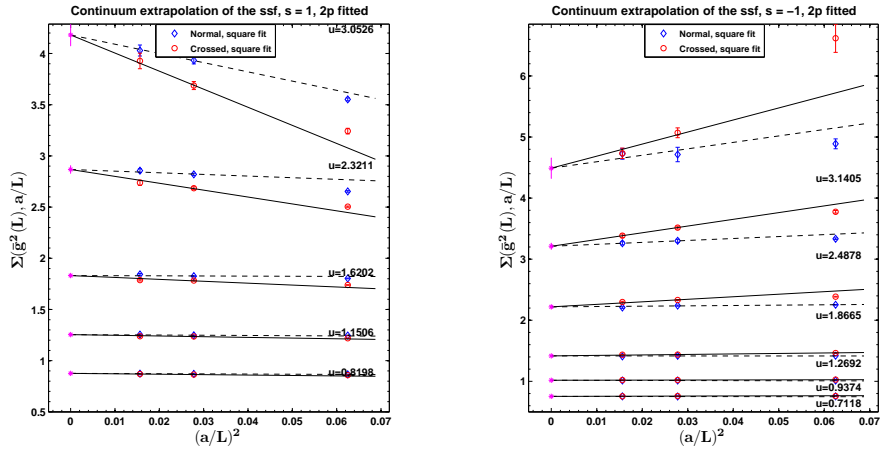 Continuum extrapolation of the ssf, s = 1, 2p fitted
Normal, square fit
Crossed, square fit
u=3.0526
u=2.3211
u=1.6202
u=1.1506
u=0.8198
4
3.5
3
2.5
2
1.5
1
0.5
0
0.01
0.02
0.03
0.04
0.05
0.06
0.07
Σ(g̅²(L), a/L)
(a/L)²
Continuum extrapolation of the ssf, s = −1, 2p fitted
Normal, square fit
Crossed, square fit
u=3.1405
u=2.4878
u=1.8665
u=1.2692
u=0.9374
u=0.7118
6
5
4
3
2
1
0
0.01
0.02
0.03
0.04
0.05
0.06
0.07
Σ(g̅²(L), a/L)
(a/L)²